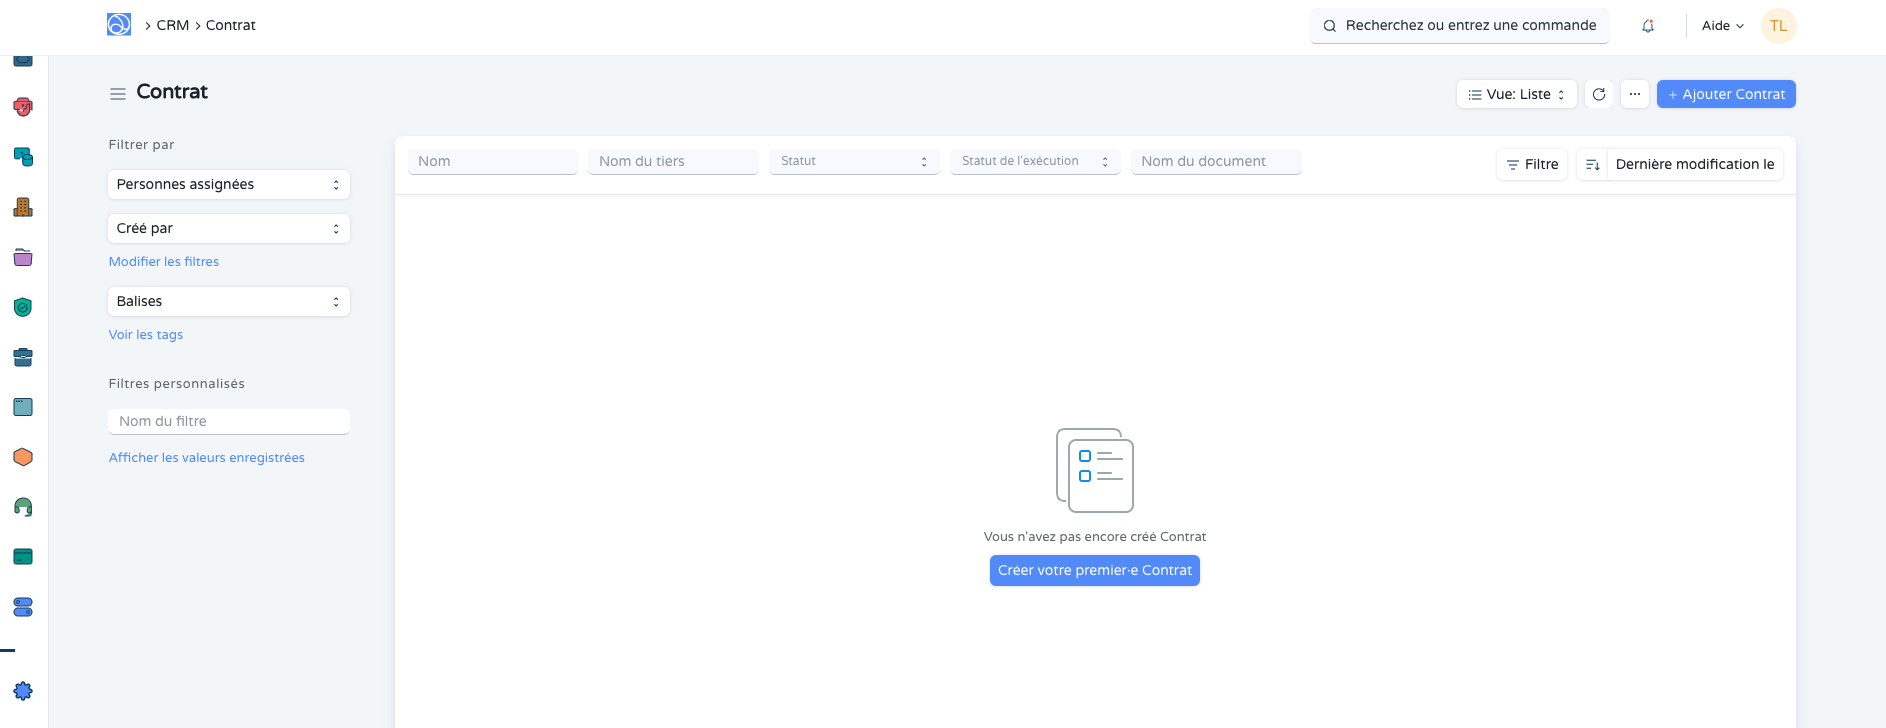 CRM Contrat
Recherchez ou entrez une commande
Aide
TL
Contrat
Vue: Liste
+ Ajouter Contrat
Filtrer par
Personnes assignées
Créé par
Modifier les filtres
Balises
Voir les tags
Filtres personnalisés
Nom du filtre
Afficher les valeurs enregistrées
Nom
Nom du tiers
Statut
Statut de l'exécution
Nom du document
Filtre
Dernière modification le
Vous n'avez pas encore créé Contrat
Créer votre premier·e Contrat